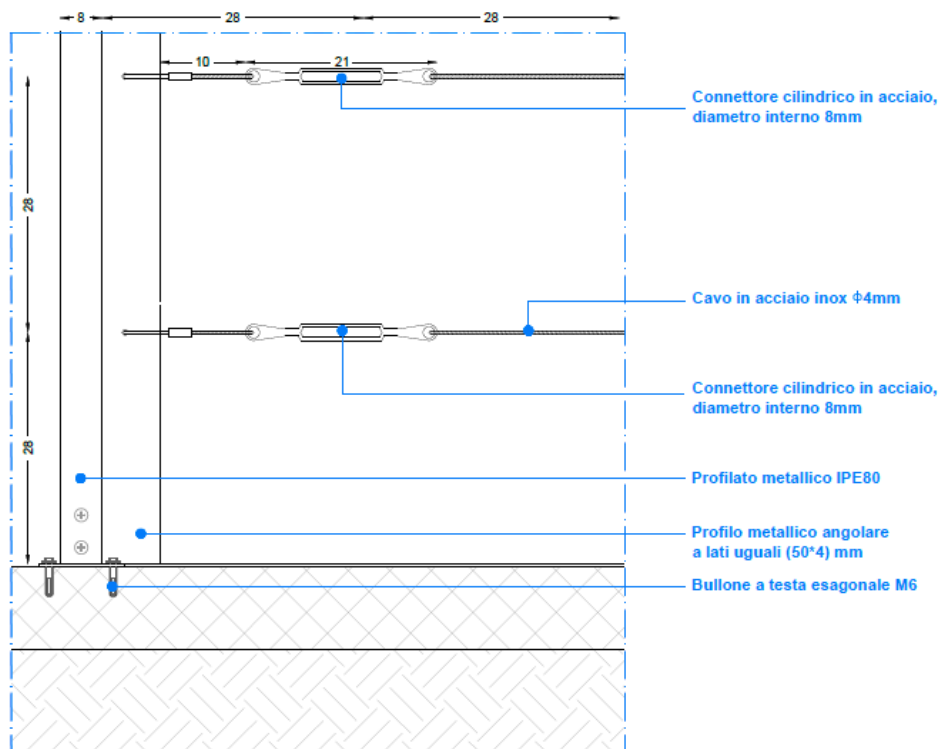 8
28
28
10
21
Connettore cilindrico in acciaio,
diametro interno 8mm
28
Cavo in acciaio inox Φ4mm
Connettore cilindrico in acciaio,
diametro interno 8mm
28
Profilato metallico IPE80
Profilo metallico angolare
a lati uguali (50*4) mm
Bullone a testa esagonale M6